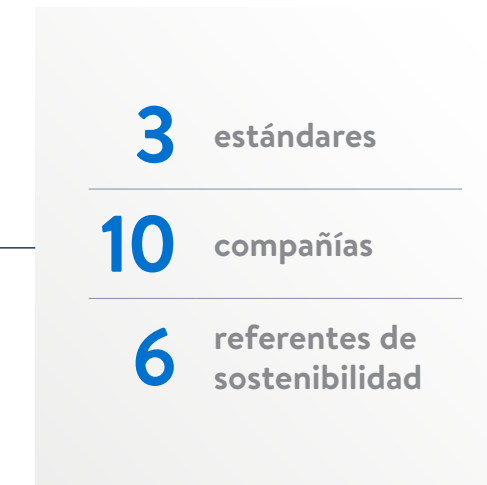 3 estándares
10 compañías
6 referentes de
sostenibilidad